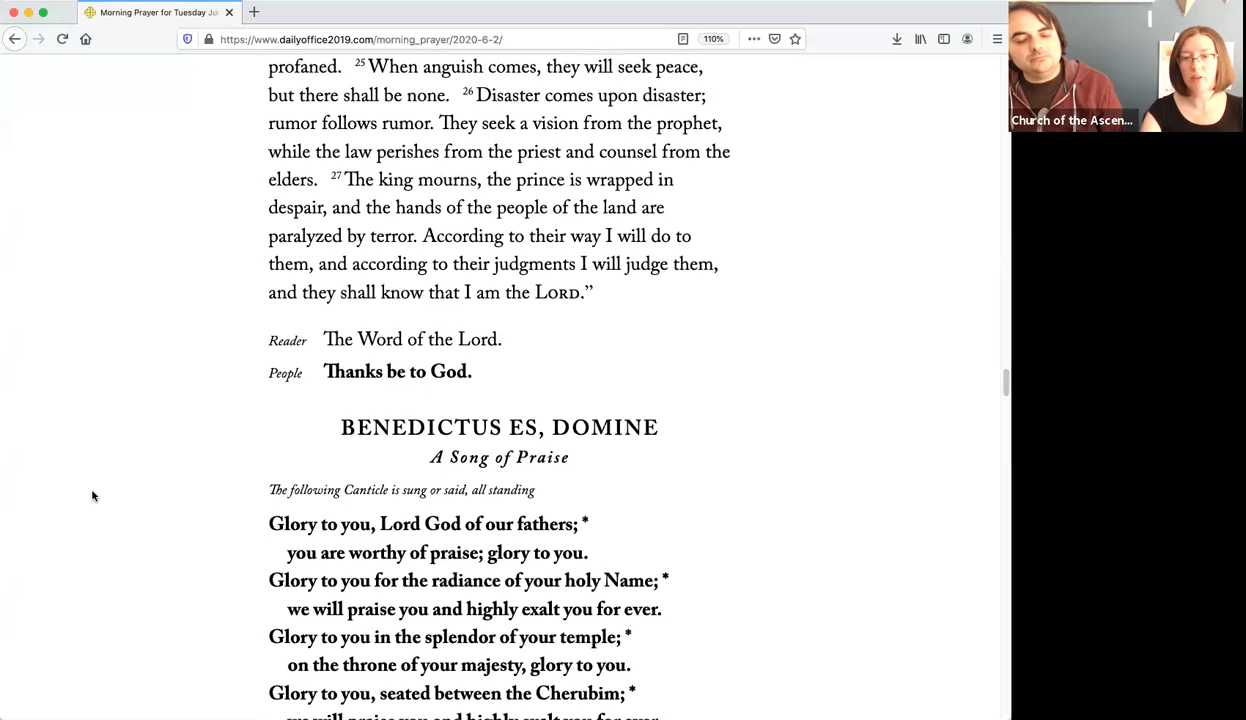 Morning Prayer for Tuesday Ju
https://www.dailyoffice2019.com/morning_prayer/2020-6-2/
110%
Church of the Ascen...
profaned. 25 When anguish comes, they will seek peace,
but there shall be none. 26 Disaster comes upon disaster;
rumor follows rumor. They seek a vision from the prophet,
while the law perishes from the priest and counsel from the
elders. 27 The king mourns, the prince is wrapped in
despair, and the hands of the people of the land are
paralyzed by terror. According to their way I will do to
them, and according to their judgments I will judge them,
and they shall know that I am the LORD.”
Reader The Word of the Lord.
People Thanks be to God.
BENEDICTUS ES, DOMINE
A Song of Praise
The following Canticle is sung or said, all standing
Glory to you, Lord God of our fathers; *
you are worthy of praise; glory to you.
Glory to you for the radiance of your holy Name; *
we will praise you and highly exalt you for ever.
Glory to you in the splendor of your temple; *
on the throne of your majesty, glory to you.
Glory to you, seated between the Cherubim; *
we will praise you and highly exalt you for ever.